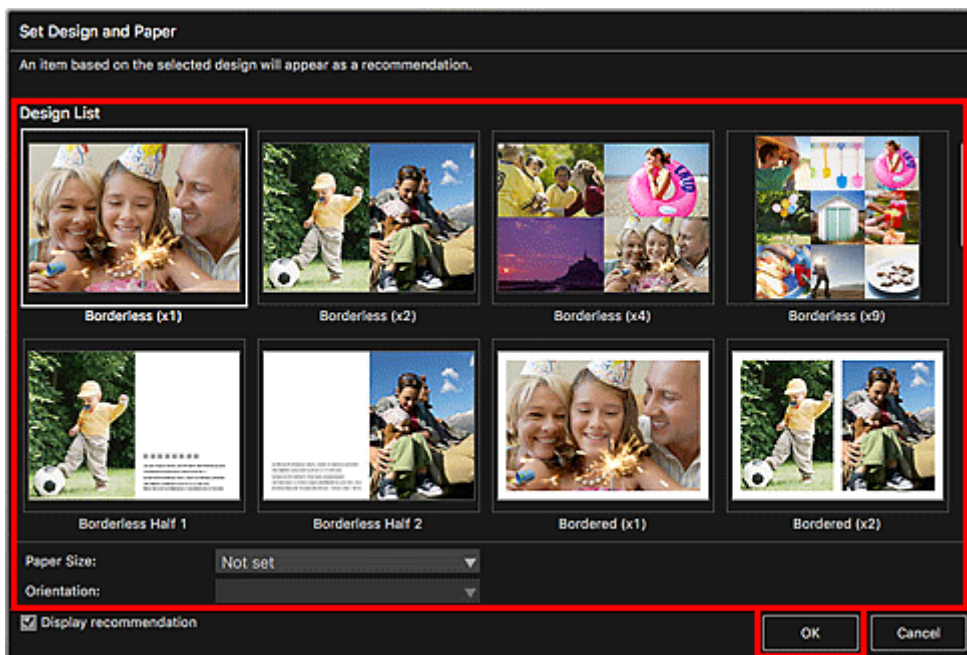 Set Design and Paper
An item based on the selected design will appear as a recommendation.
Design List
Borderless (x1)
Borderless (x2)
Borderless (x4)
Borderless (x9)
Borderless Half 1
Borderless Half 2
Bordered (x1)
Bordered (x2)
Paper Size:
Not set
Orientation:
Display recommendation
OK
Cancel